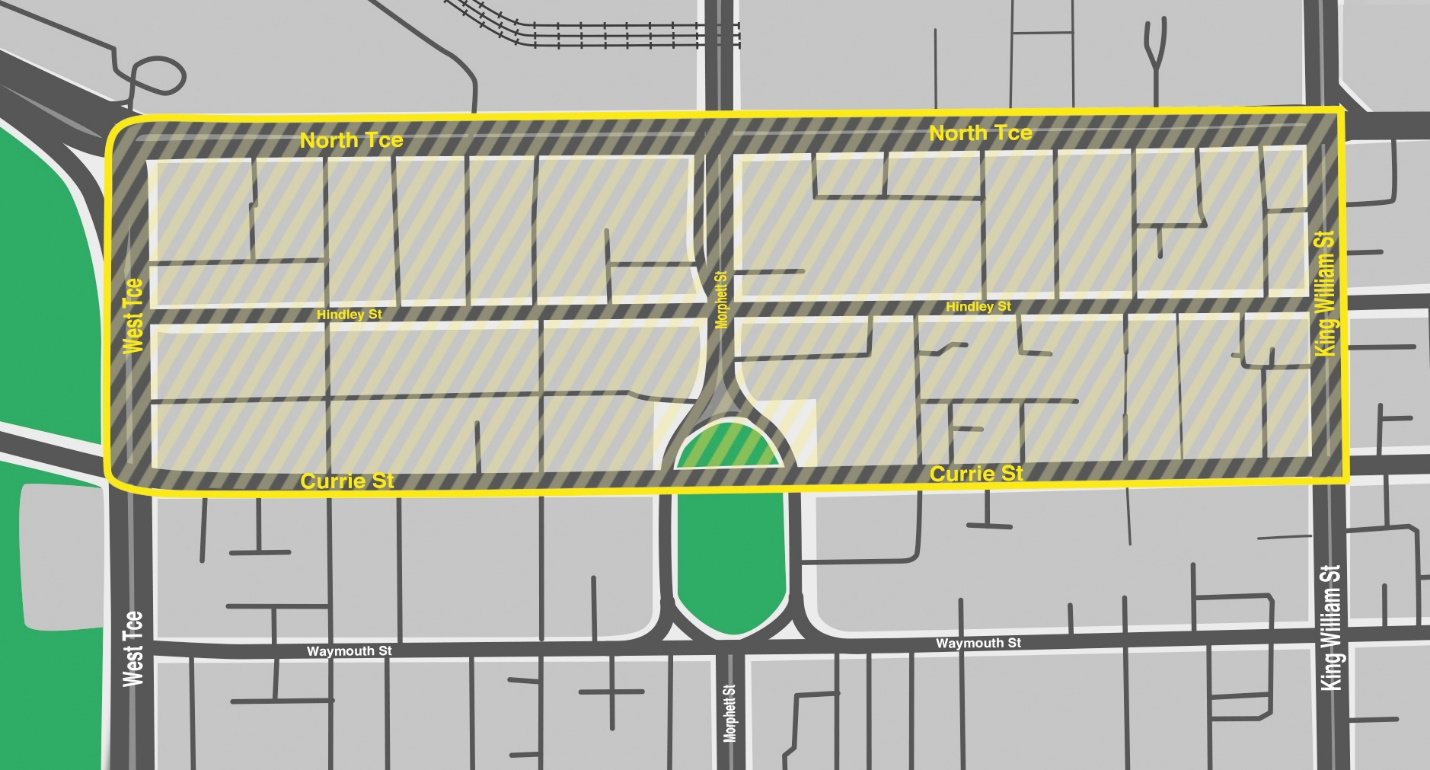 North Tce
North Tce
West Tce
Morphett St
King William St
Hindley St
Hindley St
Currie St
Currie St
West Tce
King William St
Waymouth St
Waymouth St
Morphett St